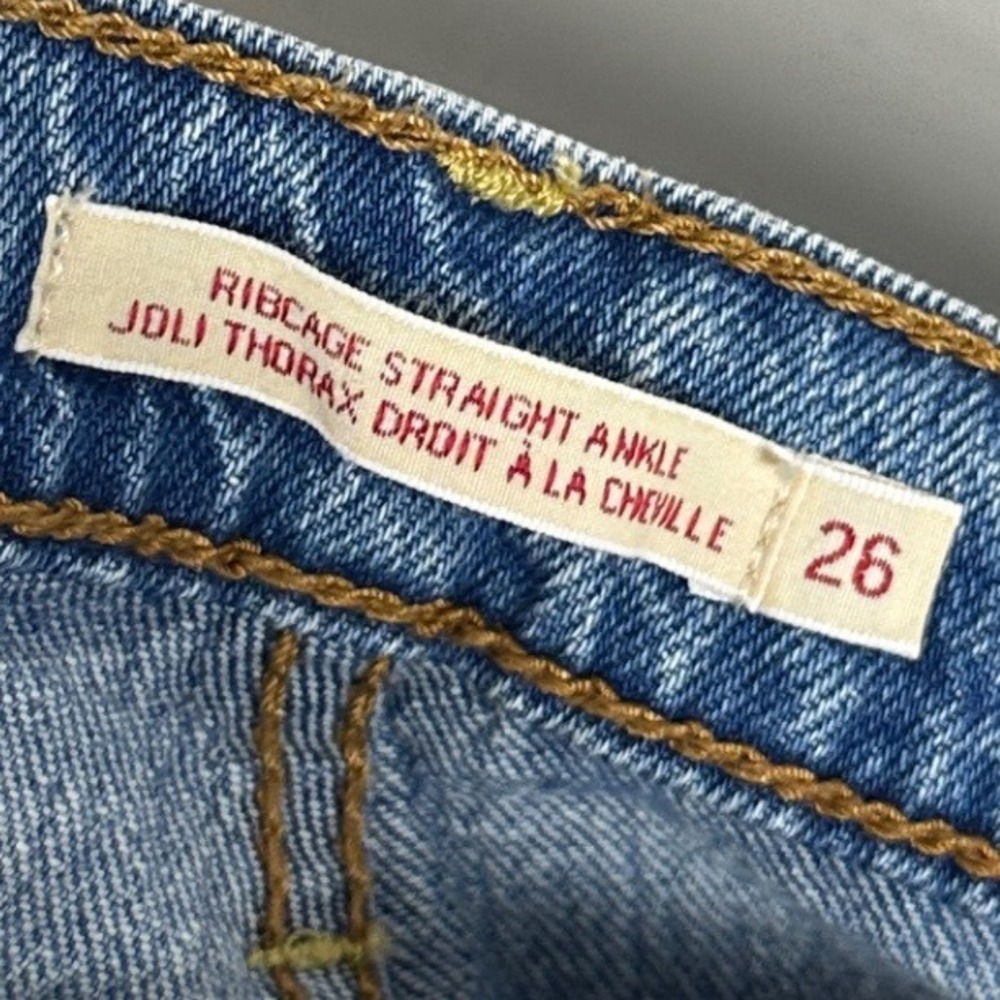 RIBCAGE STRAIGHT ANKLE
JOLI THORAX DROIT À LA CHEVILLE
26